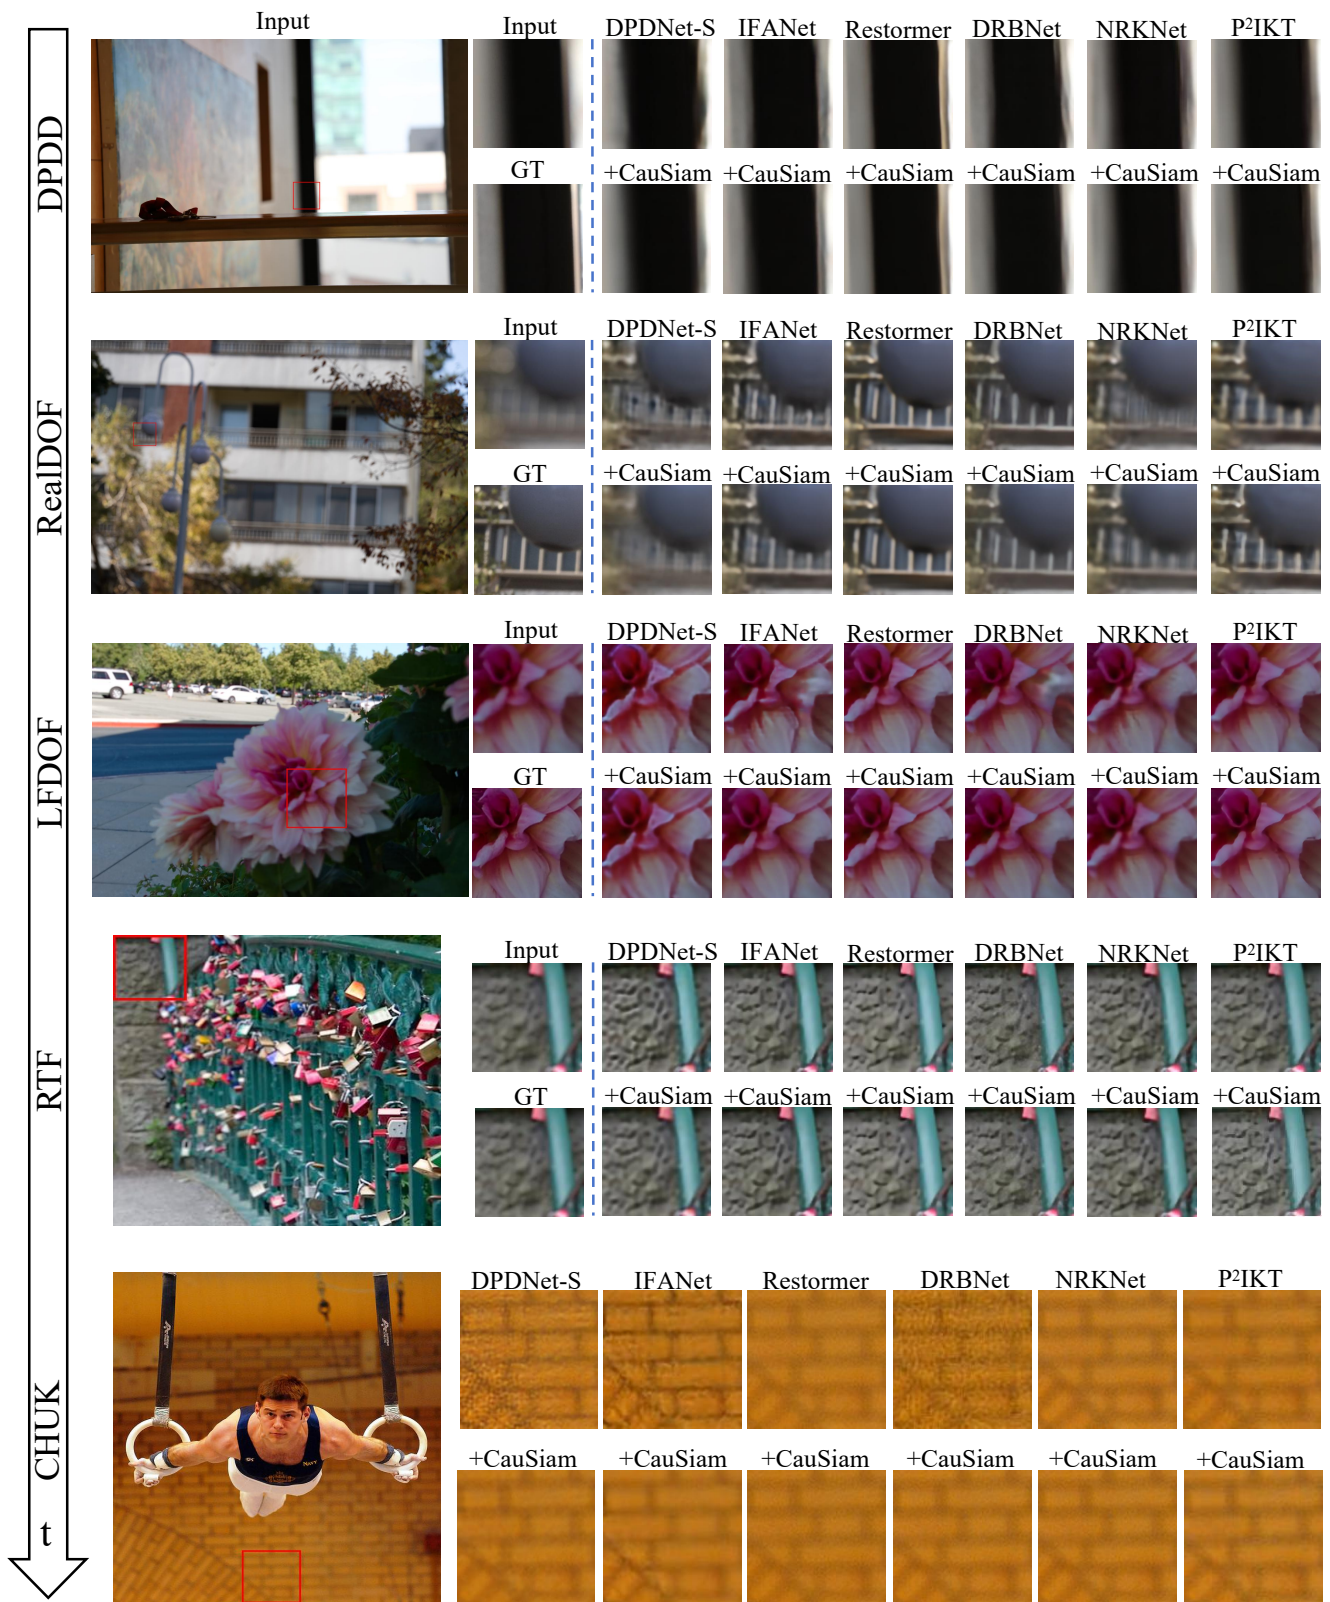 Input
Input DPDNet-S IFANet Restormer DRBNet NRKNet P²IKT
GT +CauSiam +CauSiam +CauSiam +CauSiam +CauSiam +CauSiam
DPDD
Input DPDNet-S IFANet Restormer DRBNet NRKNet P²IKT
GT +CauSiam +CauSiam +CauSiam +CauSiam +CauSiam +CauSiam
RealDOF
Input DPDNet-S IFANet Restormer DRBNet NRKNet P²IKT
GT +CauSiam +CauSiam +CauSiam +CauSiam +CauSiam +CauSiam
LFDOF
Input DPDNet-S IFANet Restormer DRBNet NRKNet P²IKT
GT +CauSiam +CauSiam +CauSiam +CauSiam +CauSiam +CauSiam
RTF
DPDNet-S IFANet Restormer DRBNet NRKNet P²IKT
+CauSiam +CauSiam +CauSiam +CauSiam +CauSiam +CauSiam
CHUK
NAVY
t